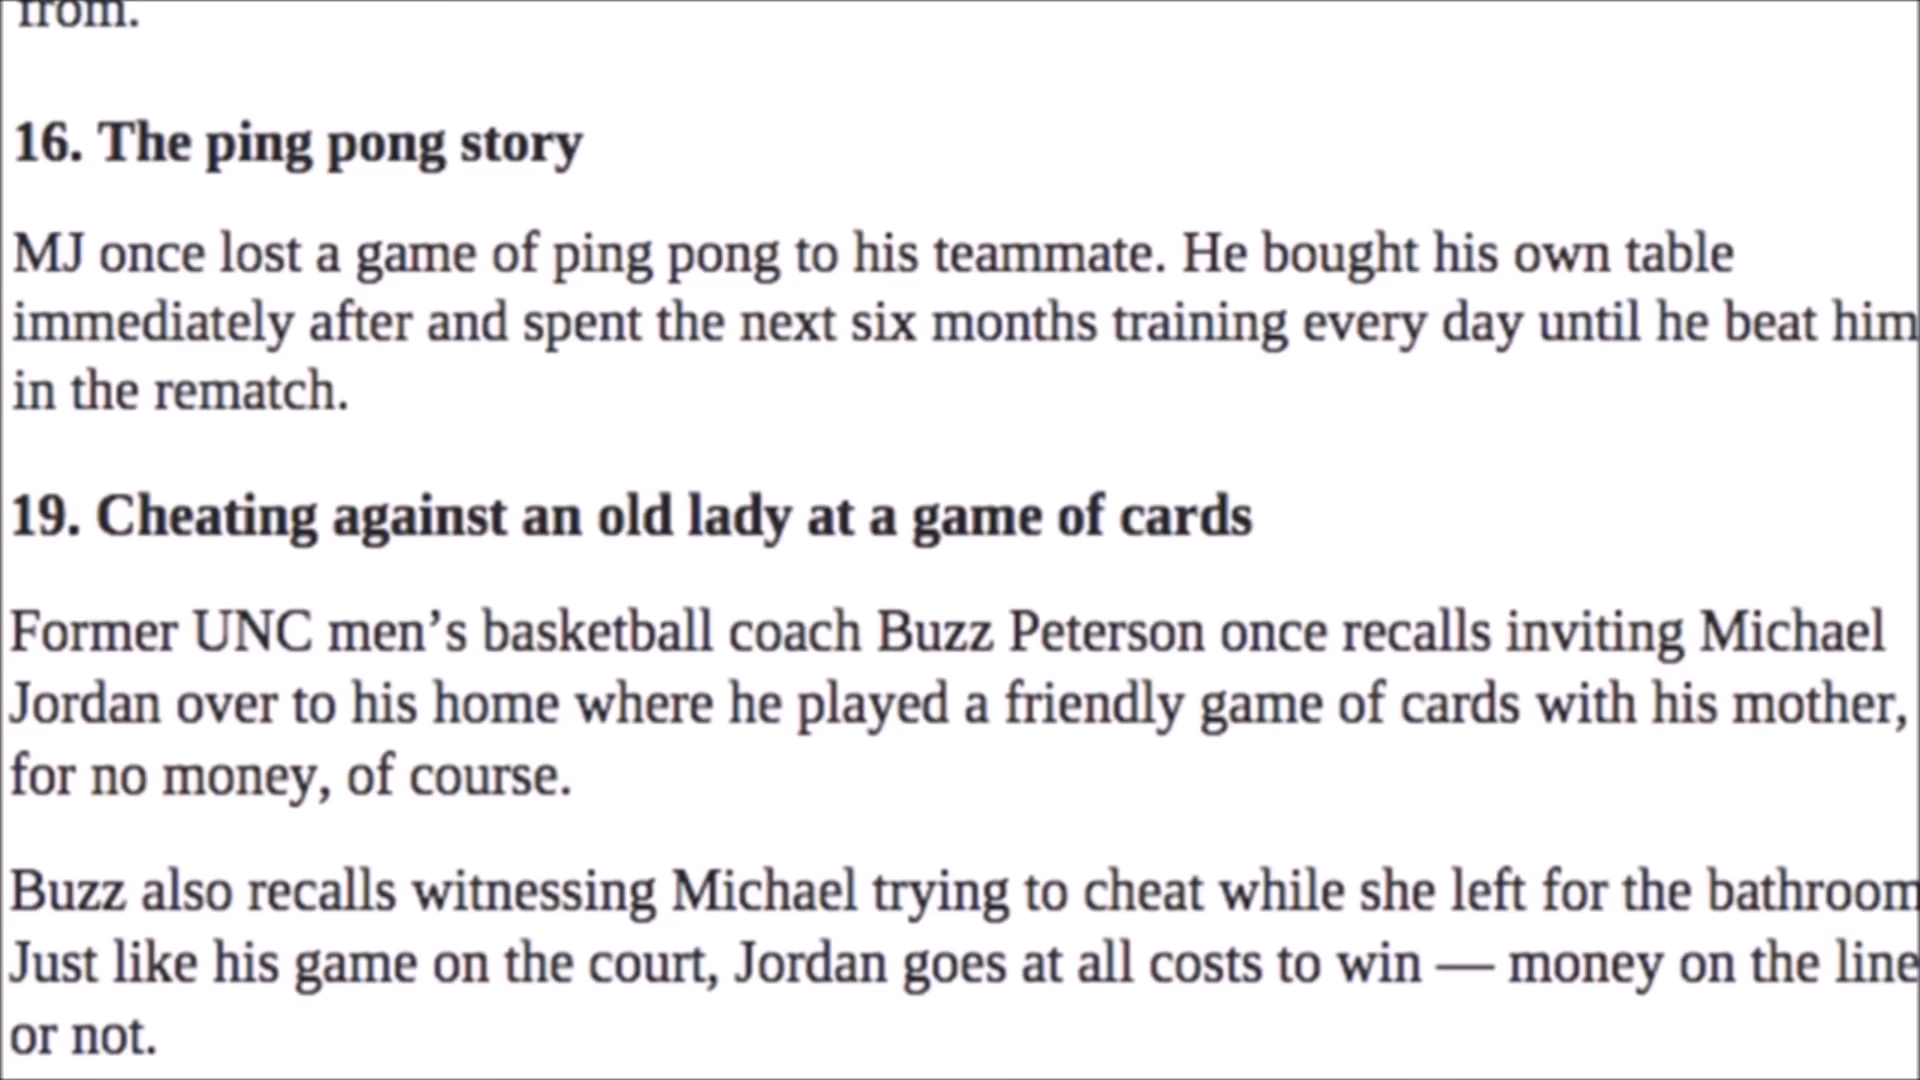 from.
16. The ping pong story
MJ once lost a game of ping pong to his teammate. He bought his own table
immediately after and spent the next six months training every day until he beat him
in the rematch.
19. Cheating against an old lady at a game of cards
Former UNC men’s basketball coach Buzz Peterson once recalls inviting Michael
Jordan over to his home where he played a friendly game of cards with his mother,
for no money, of course.
Buzz also recalls witnessing Michael trying to cheat while she left for the bathroom
Just like his game on the court, Jordan goes at all costs to win — money on the line
or not.